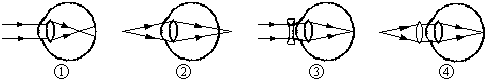 ① ② ③ ④